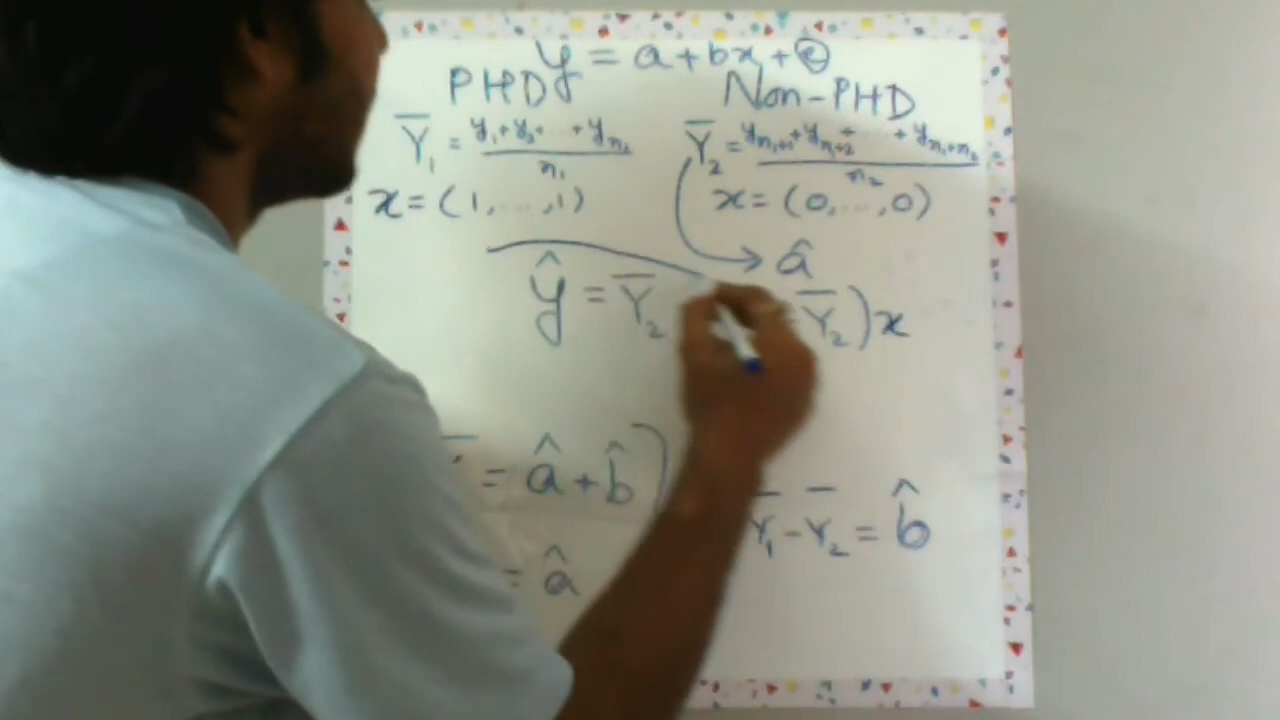 y = a + bx + e
PHD Non-PHD
Ȳ₁ = y₁ + y₂ + ... + yₙ₁ / n₁ Ȳ₂ = yₙ₁₊₁ + yₙ₁₊₂ + ... + yₙ₁₊ₙ₂ / n₂
x = (1, ..., 1) x = (0, ..., 0)
â
ŷ = Ȳ₂ - Ȳ₂) x
= â + b̂)
Ȳ₁ - Ȳ₂ = b̂
= â